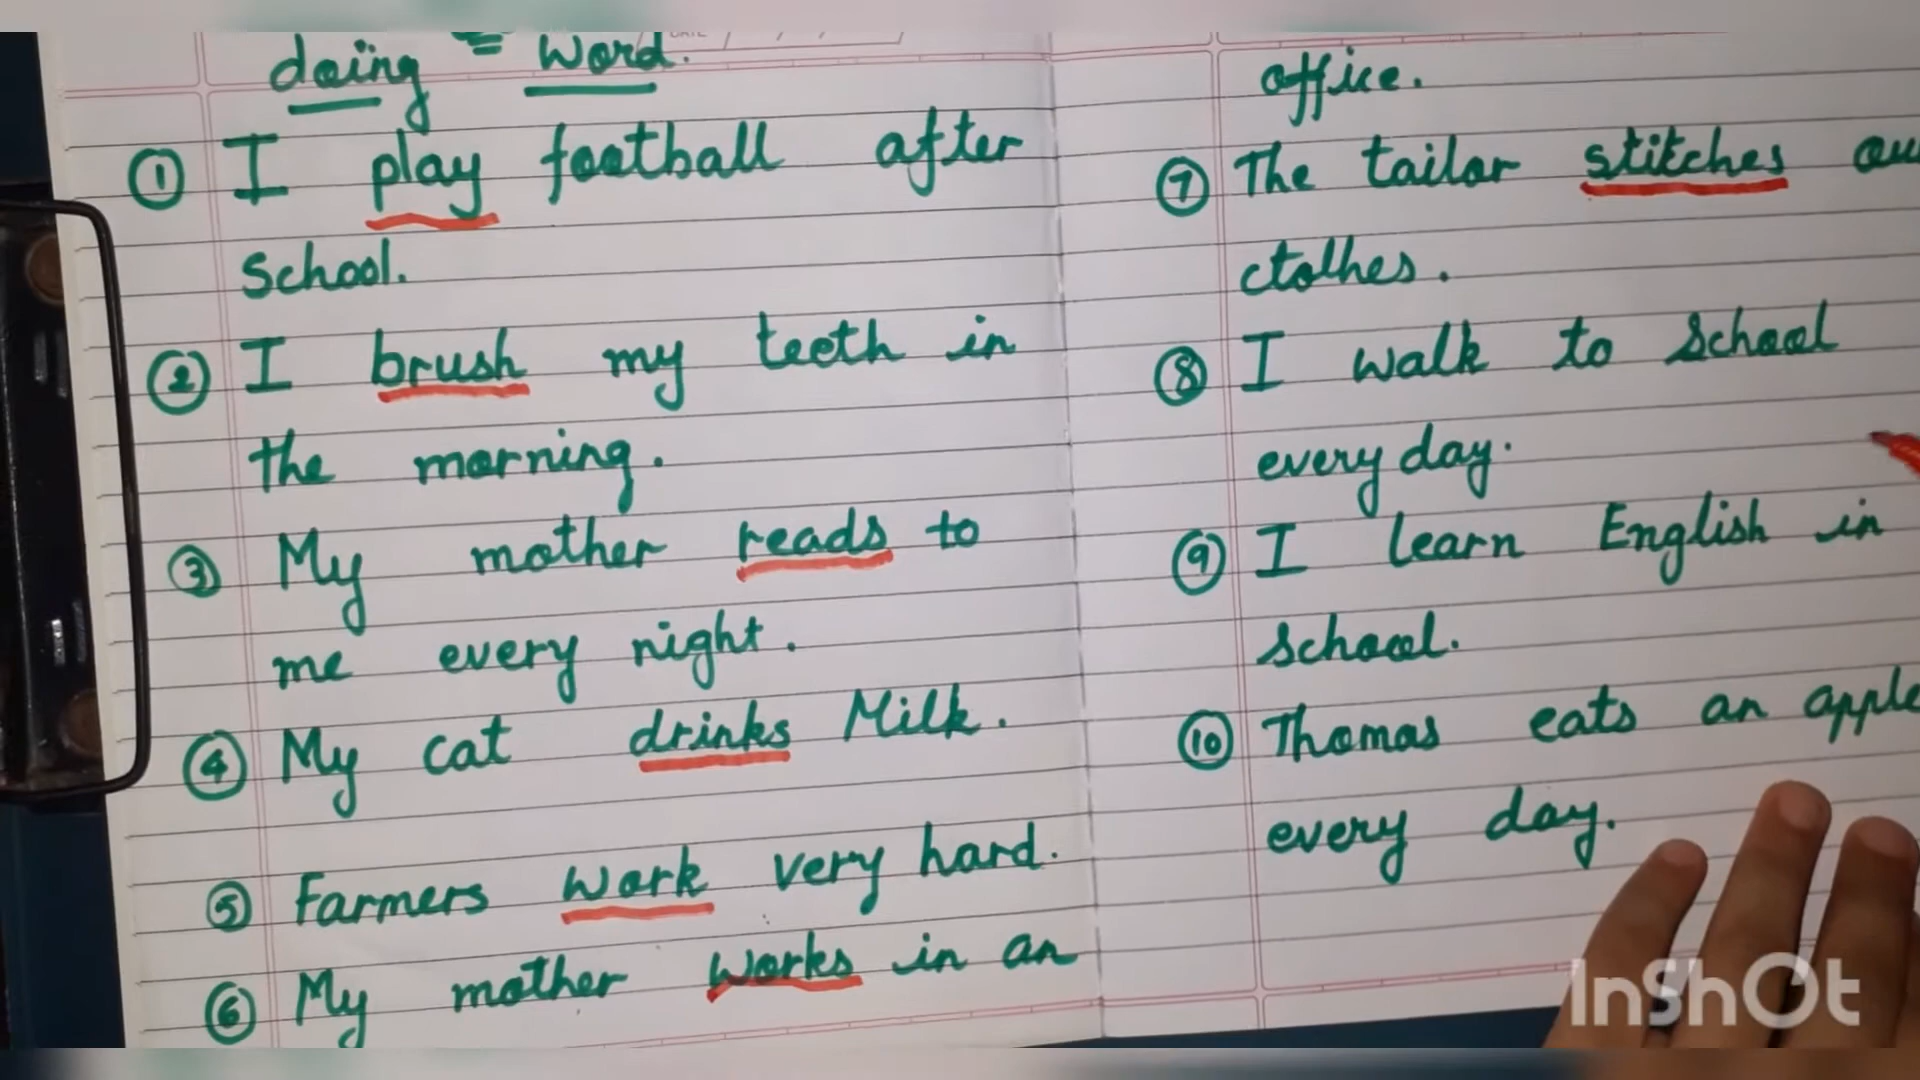 doing = word.
① I play football after
School.
② I brush my teeth in
the morning.
③ My mother reads to
me every night.
④ My cat drinks Milk.
⑤ Farmers work very hard.
⑥ My mother works in an
office.
⑦ The tailor stitches
ctolhes.
⑧ I walk to School
every day.
⑨ I learn English in
school.
⑩ Thomas eats an apple
every day.
InShOt